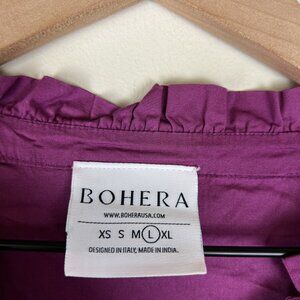 BOHERA
WWW.BOHERAUSA.COM
XS S M L XL
DESIGNED IN ITALY, MADE IN INDIA.